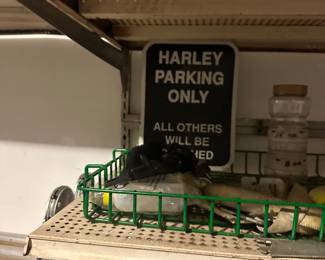 HARLEY
PARKING
ONLY
ALL OTHERS
WILL BE